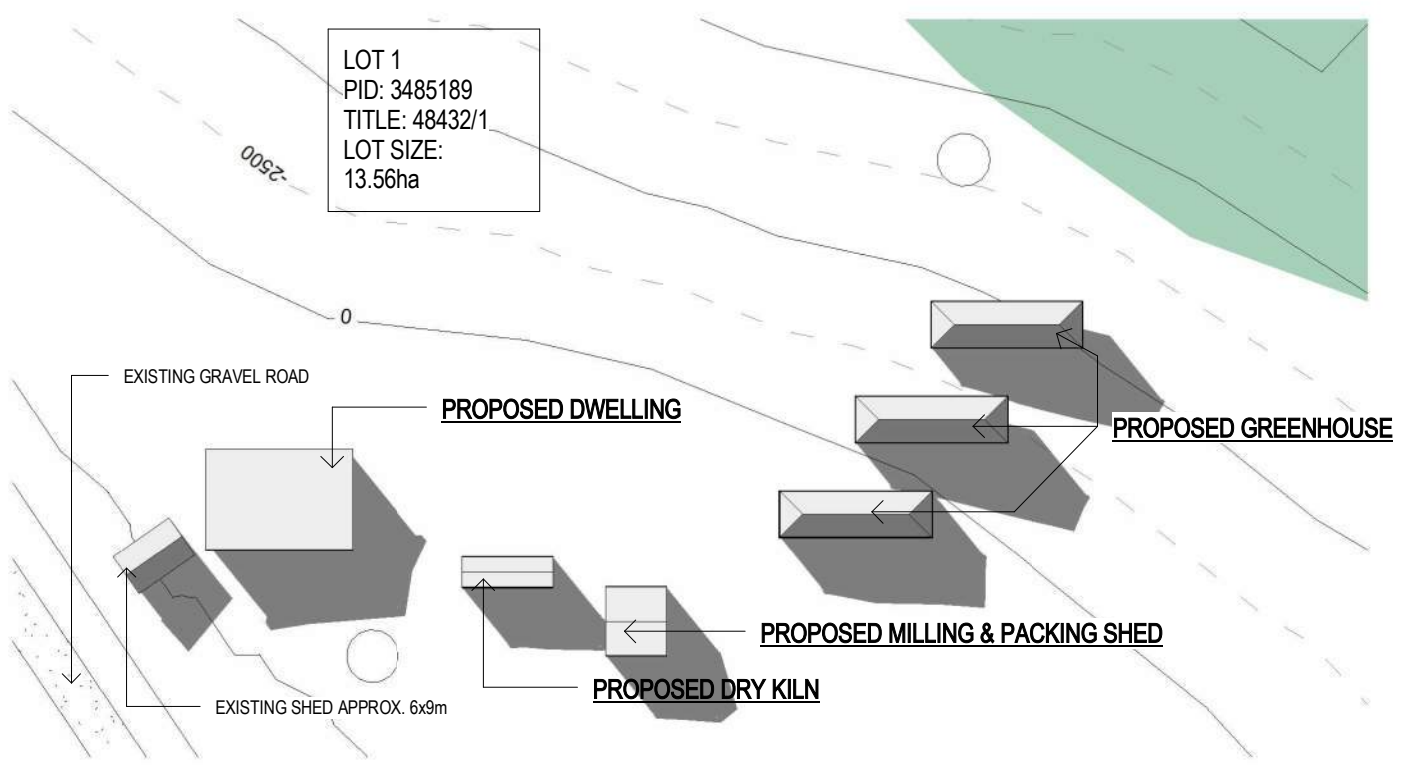 LOT 1
PID: 3485189
TITLE: 48432/1
LOT SIZE:
13.56ha
-2500
0
EXISTING GRAVEL ROAD
PROPOSED DWELLING
PROPOSED GREENHOUSE
PROPOSED MILLING & PACKING SHED
PROPOSED DRY KILN
EXISTING SHED APPROX. 6x9m